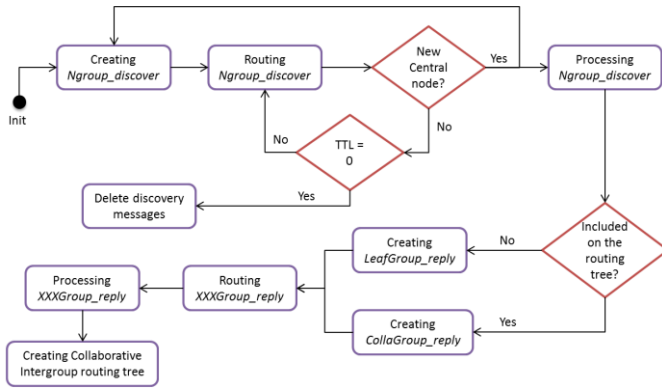 Creating
Ngroup_discover
Routing
Ngroup_discover
New
Central
node?
Yes
Processing
Ngroup_discover
Init
No
No
TTL =
0
Yes
Delete discovery
messages
Included
on the
routing
tree?
No
Creating
LeafGroup_reply
Processing
XXXGroup_reply
Routing
XXXGroup_reply
Yes
Creating
CollaGroup_reply
Creating Collaborative
Intergroup routing tree